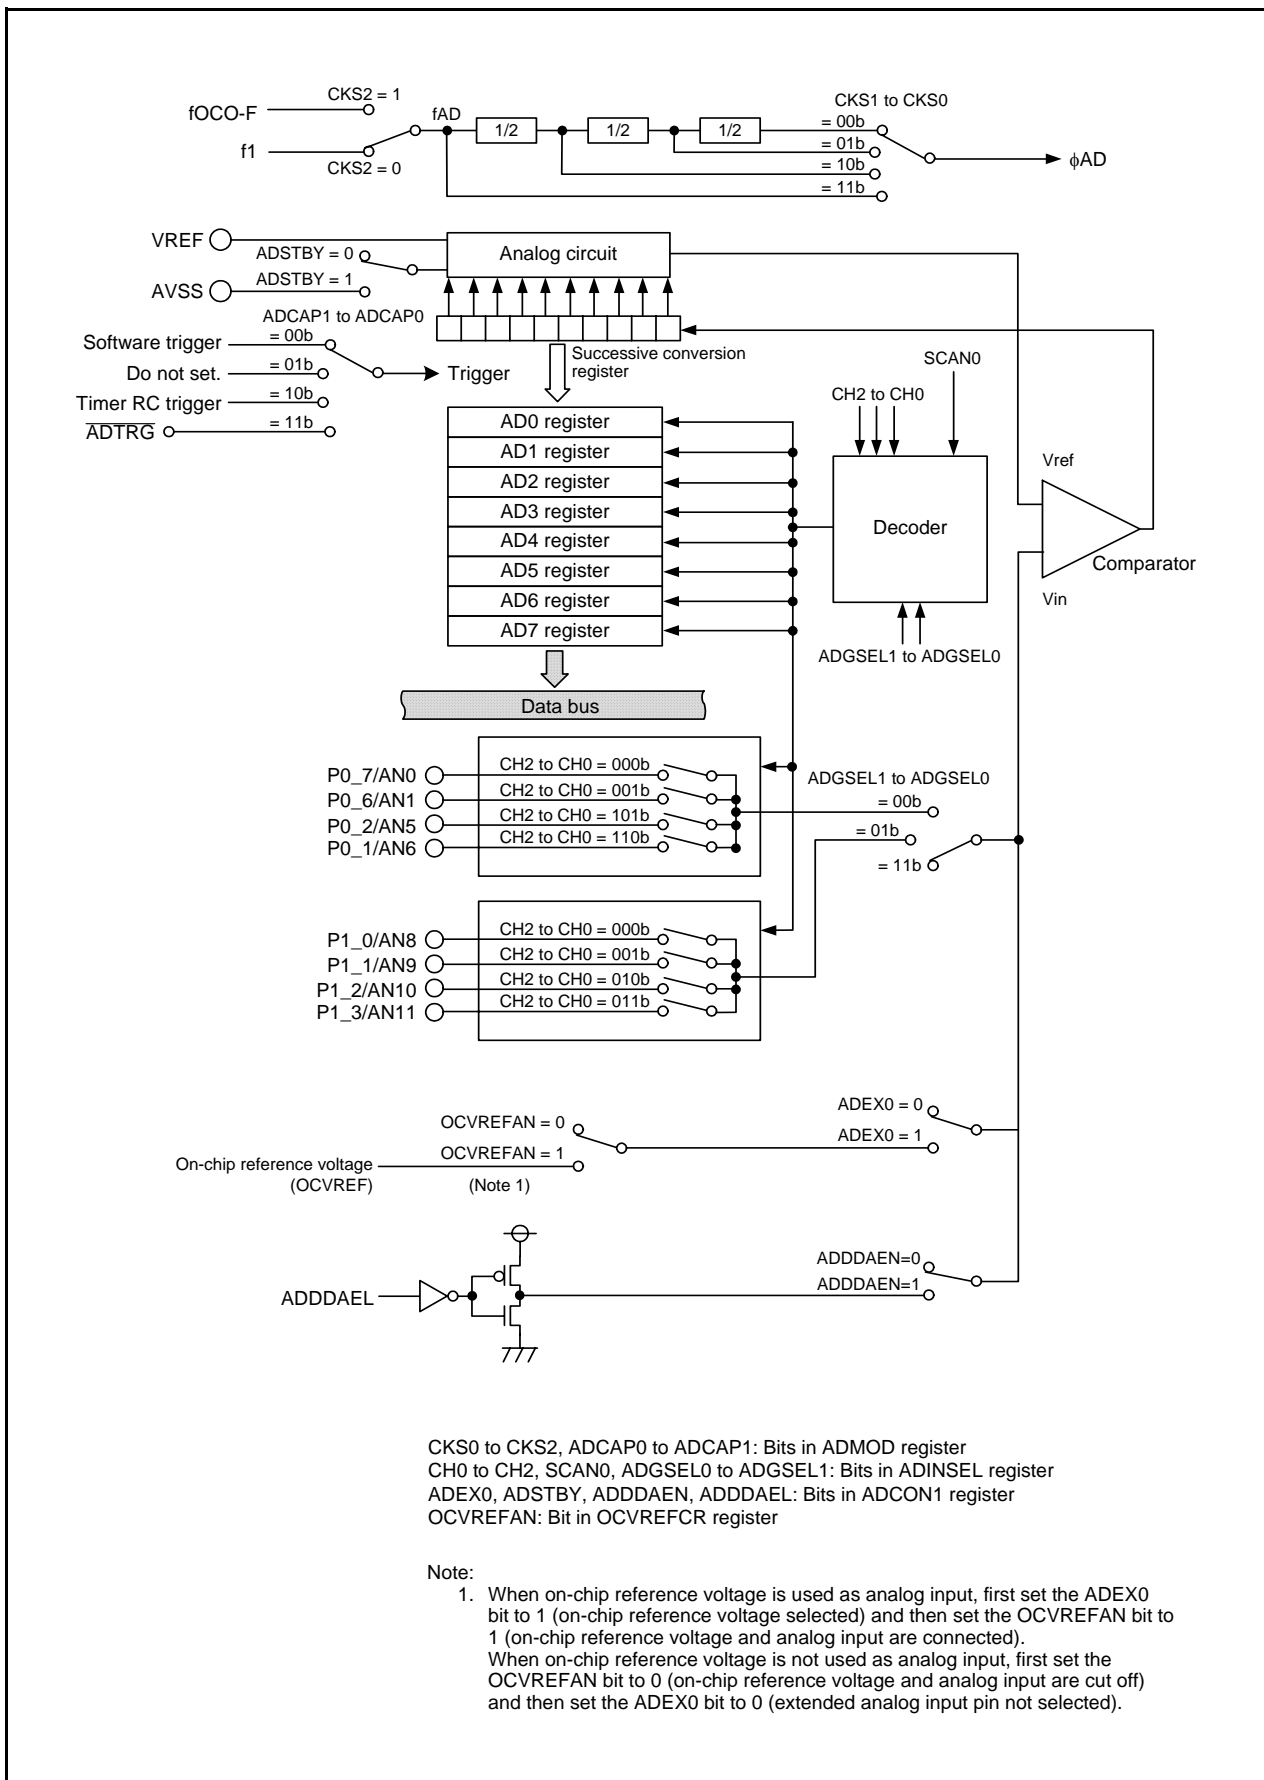 CKS2 = 1
fOCO-F
fAD
CKS1 to CKS0
1/2
1/2
1/2
= 00b
= 01b
= 10b
= 11b
f1
CKS2 = 0
ϕAD
VREF
ADSTBY = 0
Analog circuit
AVSS
ADSTBY = 1
ADCAP1 to ADCAP0
Software trigger
= 00b
Do not set.
= 01b
Trigger
Timer RC trigger
= 10b
ADTRG
= 11b
Successive conversion
register
SCAN0
CH2 to CH0
AD0 register
AD1 register
AD2 register
AD3 register
AD4 register
AD5 register
AD6 register
AD7 register
Decoder
Vref
Comparator
Vin
ADGSEL1 to ADGSEL0
Data bus
P0_7/AN0
CH2 to CH0 = 000b
P0_6/AN1
CH2 to CH0 = 001b
P0_2/AN5
CH2 to CH0 = 101b
P0_1/AN6
CH2 to CH0 = 110b
ADGSEL1 to ADGSEL0
= 00b
= 01b
= 11b
P1_0/AN8
CH2 to CH0 = 000b
P1_1/AN9
CH2 to CH0 = 001b
P1_2/AN10
CH2 to CH0 = 010b
P1_3/AN11
CH2 to CH0 = 011b
OCVREFAN = 0
ADEX0 = 0
ADEX0 = 1
On-chip reference voltage
(OCVREF)
OCVREFAN = 1
(Note 1)
ADDDAEN=0
ADDDAEN=1
ADDDAEL
CKS0 to CKS2, ADCAP0 to ADCAP1: Bits in ADMOD register
CH0 to CH2, SCAN0, ADGSEL0 to ADGSEL1: Bits in ADINSEL register
ADEX0, ADSTBY, ADDDAEN, ADDDAEL: Bits in ADCON1 register
OCVREFAN: Bit in OCVREFCR register
Note:
1. When on-chip reference voltage is used as analog input, first set the ADEX0
bit to 1 (on-chip reference voltage selected) and then set the OCVREFAN bit to
1 (on-chip reference voltage and analog input are connected).
When on-chip reference voltage is not used as analog input, first set the
OCVREFAN bit to 0 (on-chip reference voltage and analog input are cut off)
and then set the ADEX0 bit to 0 (extended analog input pin not selected).